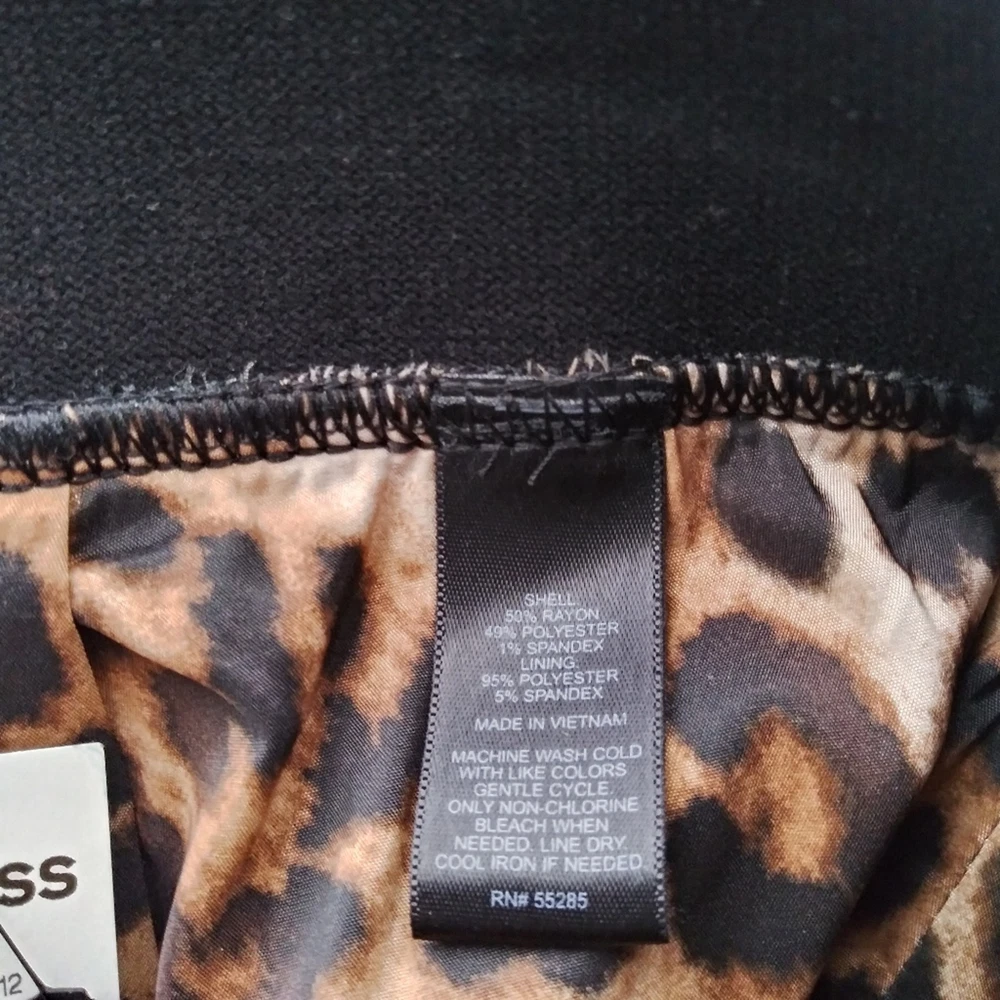 SHELL
50% RAYON
49% POLYESTER
1% SPANDEX
LINING.
95% POLYESTER
5% SPANDEX
MADE IN VIETNAM
MACHINE WASH COLD
WITH LIKE COLORS
GENTLE CYCLE.
ONLY NON-CHLORINE
BLEACH WHEN
NEEDED. LINE DRY.
COOL IRON IF NEEDED
RN# 55285
SS
12